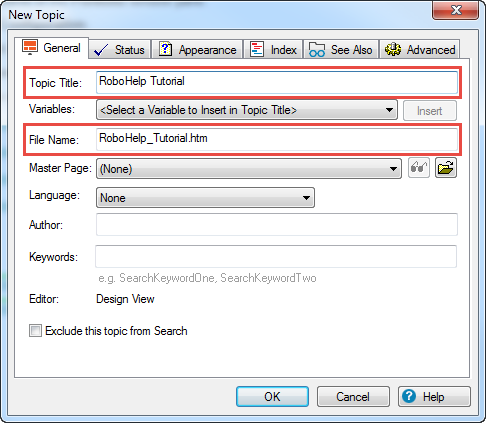 New Topic
General Status Appearance Index See Also Advanced
Topic Title: RoboHelp Tutorial
Variables: <Select a Variable to Insert in Topic Title> Insert
File Name: RoboHelp_Tutorial.htm
Master Page: (None)
Language: None
Author:
Keywords:
e.g. SearchKeywordOne, SearchKeywordTwo
Editor: Design View
Exclude this topic from Search
OK Cancel Help